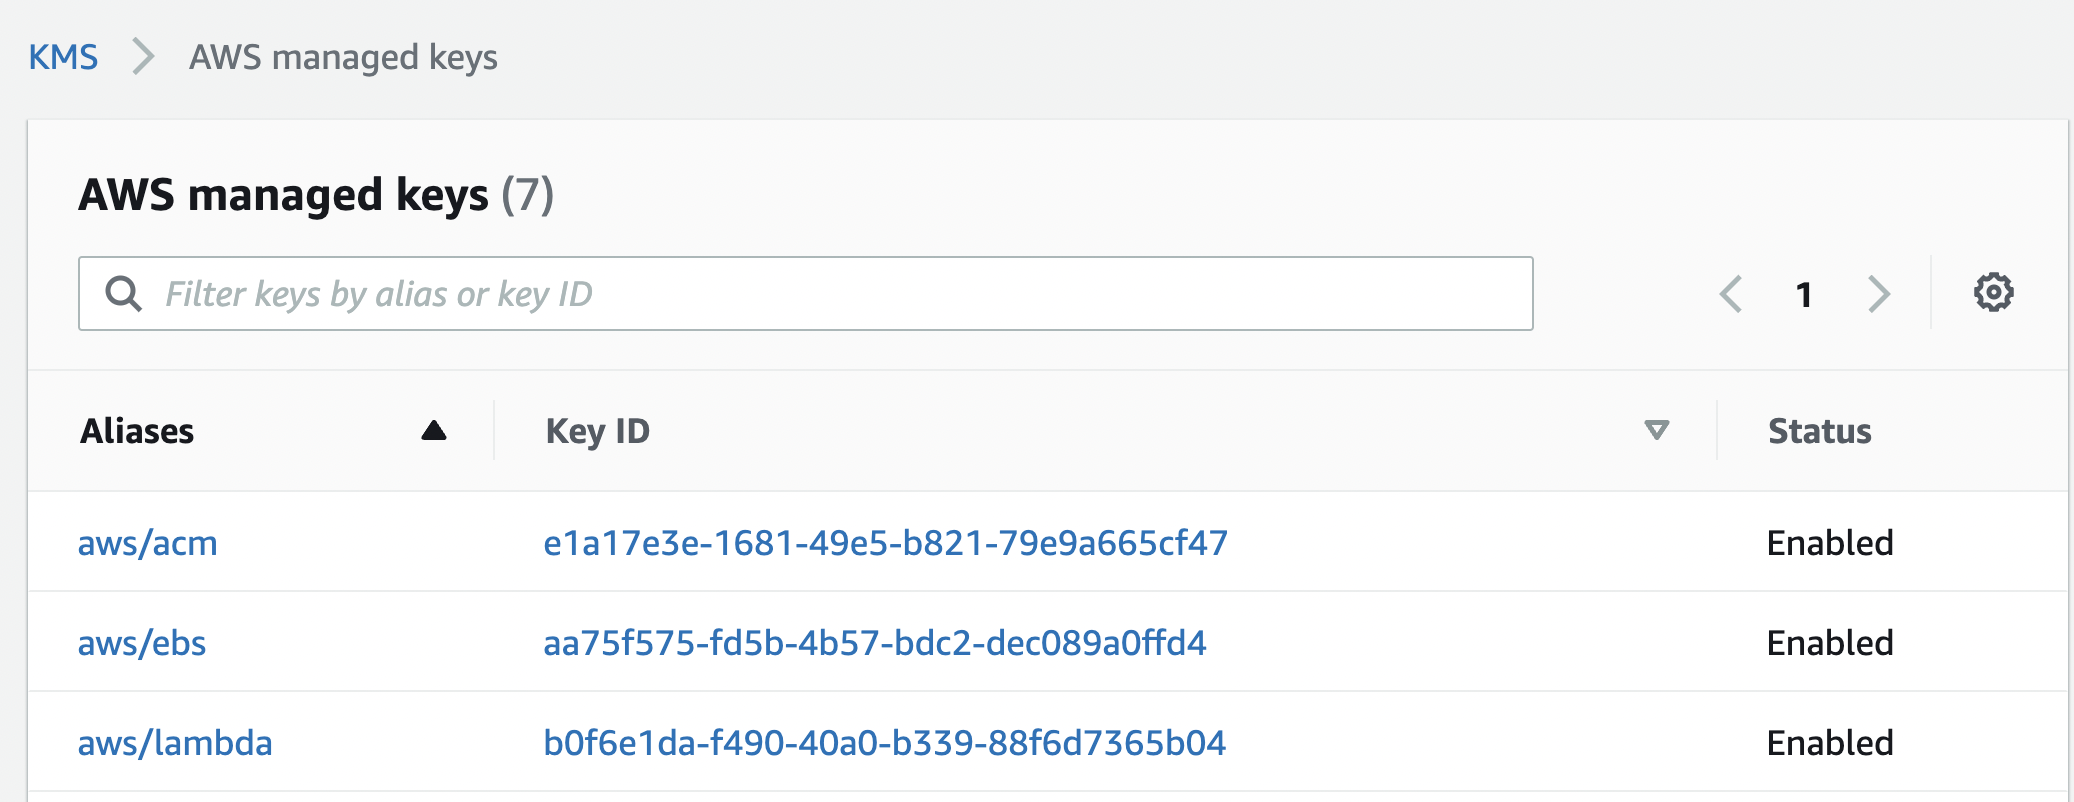 KMS > AWS managed keys
AWS managed keys (7)
Filter keys by alias or key ID
1
Aliases Key ID Status
aws/acm e1a17e3e-1681-49e5-b821-79e9a665cf47 Enabled
aws/ebs aa75f575-fd5b-4b57-bdc2-dec089a0ffd4 Enabled
aws/lambda b0f6e1da-f490-40a0-b339-88f6d7365b04 Enabled